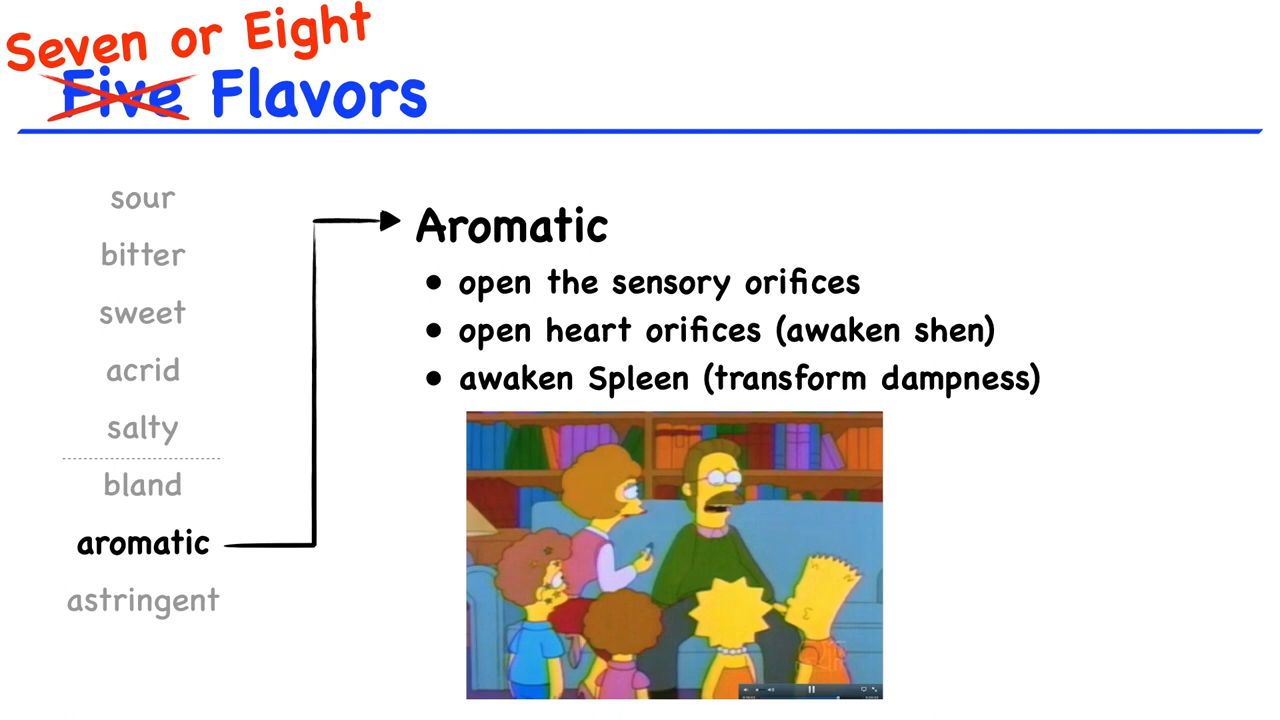 Seven or Eight
Five Flavors
sour
bitter
sweet
acrid
salty
bland
aromatic
astringent
Aromatic
• open the sensory orifices
• open heart orifices (awaken shen)
• awaken Spleen (transform dampness)